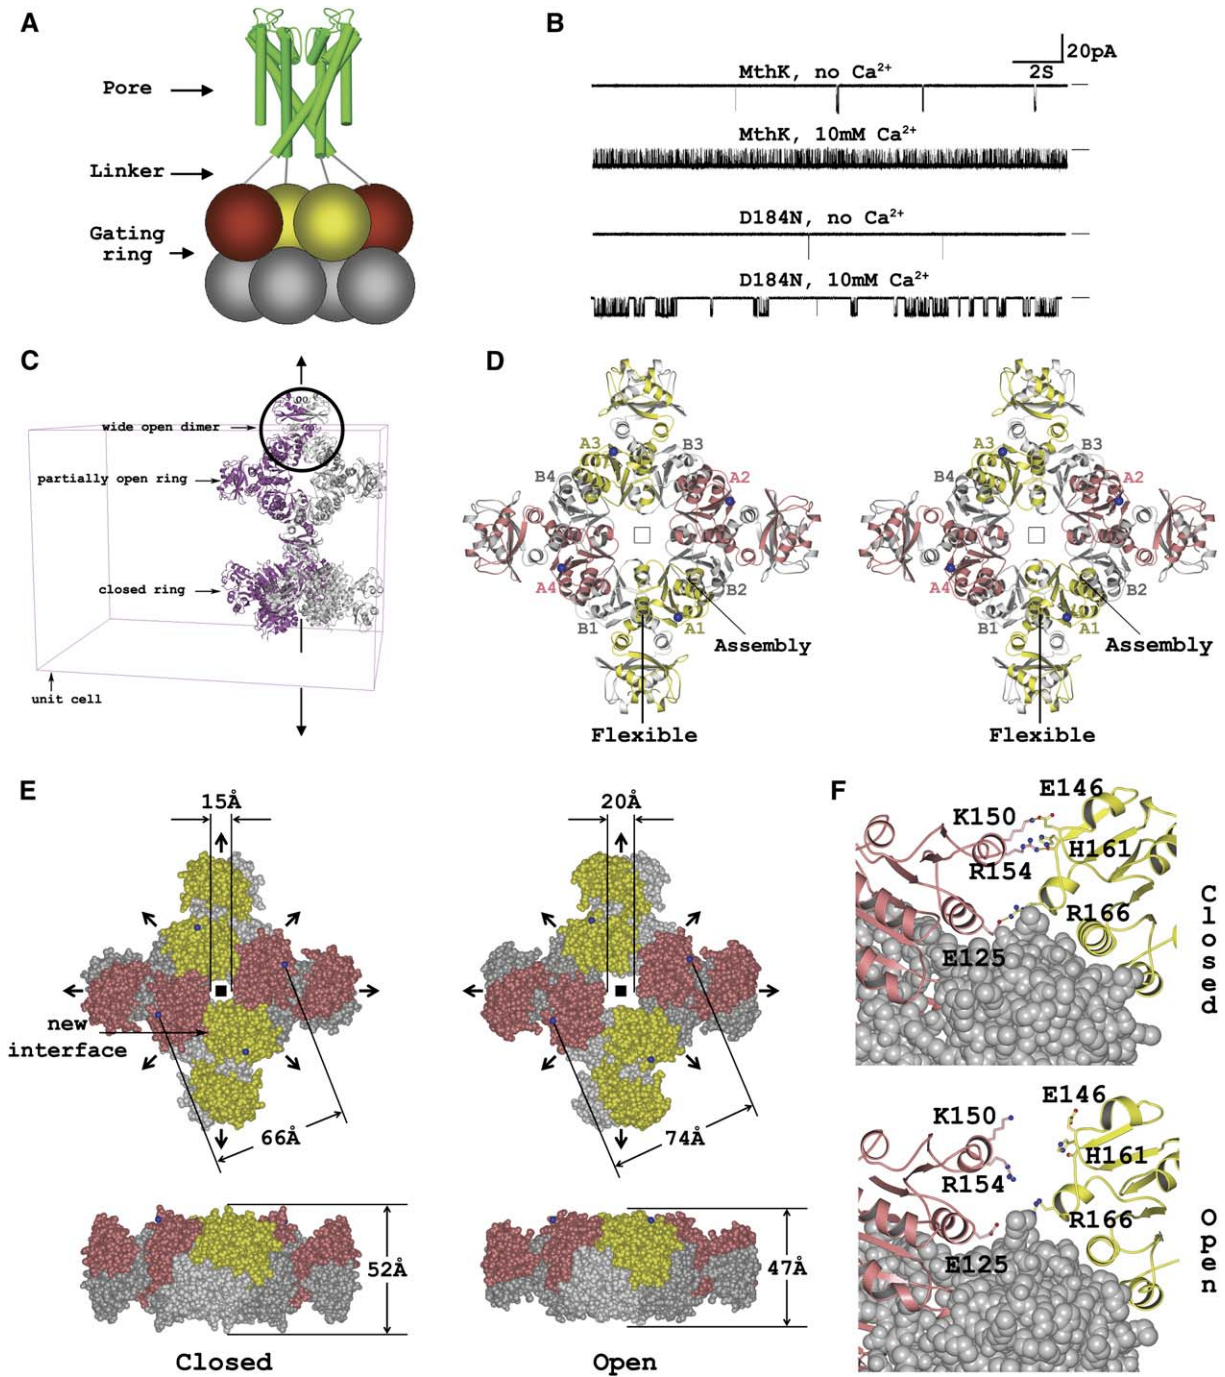 A
Pore
Linker
Gating
ring
B
20pA
2S
MthK, no Ca2+
MthK, 10mM Ca2+
D184N, no Ca2+
D184N, 10mM Ca2+
C
wide open dimer
partially open ring
closed ring
unit cell
D
A3
B3
B4
A2
A4
B2
B1
A1
Assembly
Flexible
A3
B3
B4
A2
A4
B2
B1
A1
Assembly
Flexible
E
15Å
20Å
new
interface
66Å
74Å
52Å
47Å
Closed
Open
F
E146
K150
H161
R154
R166
E125
Closed
E146
K150
H161
R154
R166
E125
Open